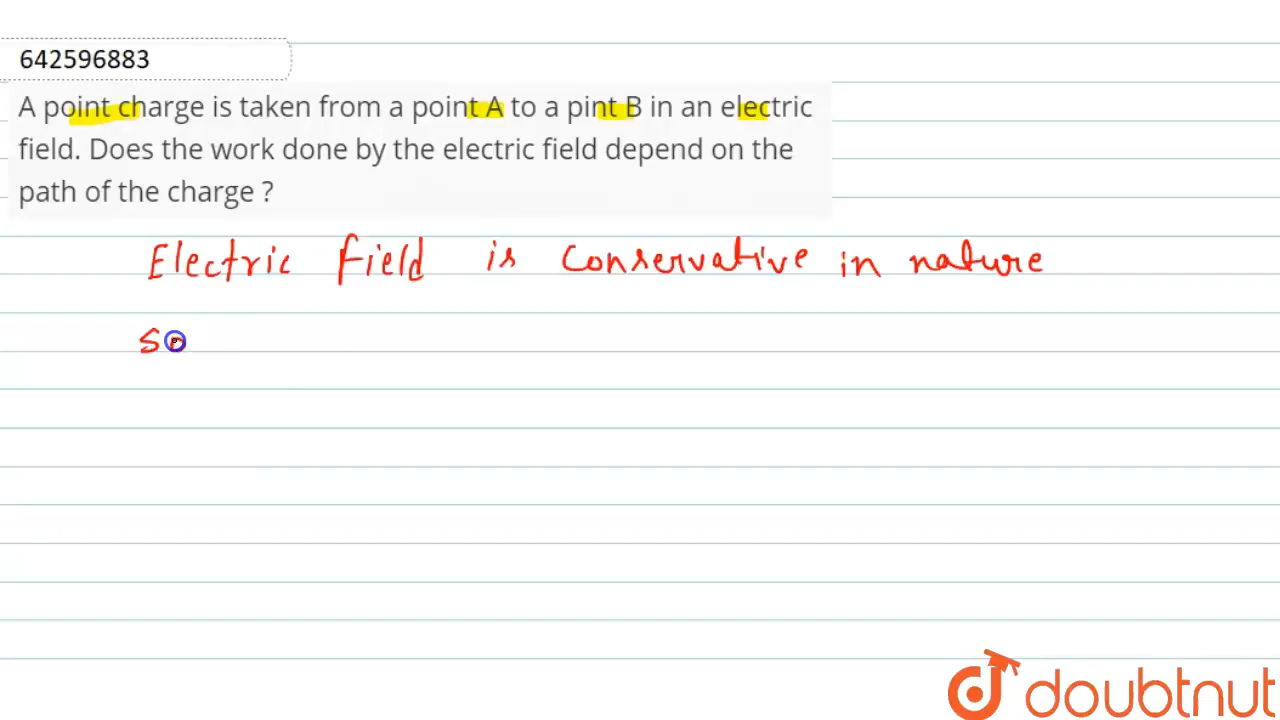 642596883
A point charge is taken from a point A to a pint B in an electric
field. Does the work done by the electric field depend on the
path of the charge ?
Electric field is conservative in nature
so
doubtnut